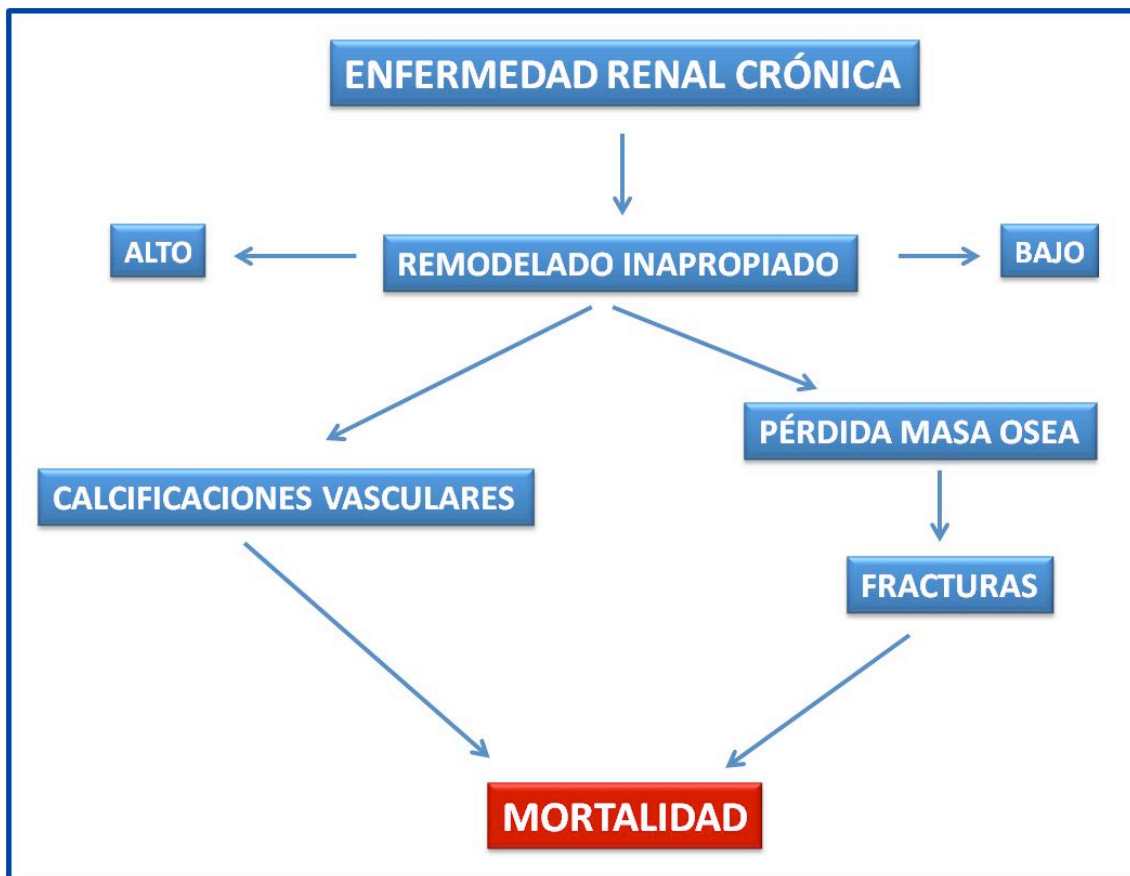 ENFERMEDAD RENAL CRÓNICA
ALTO
REMODELADO INAPROPIADO
BAJO
PÉRDIDA MASA OSEA
CALCIFICACIONES VASCULARES
FRACTURAS
MORTALIDAD